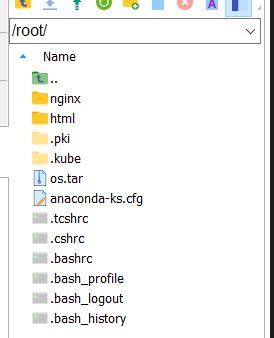 /root/
Name
..
nginx
html
.pki
.kube
os.tar
anaconda-ks.cfg
.tcshrc
.cshrc
.bashrc
.bash_profile
.bash_logout
.bash_history